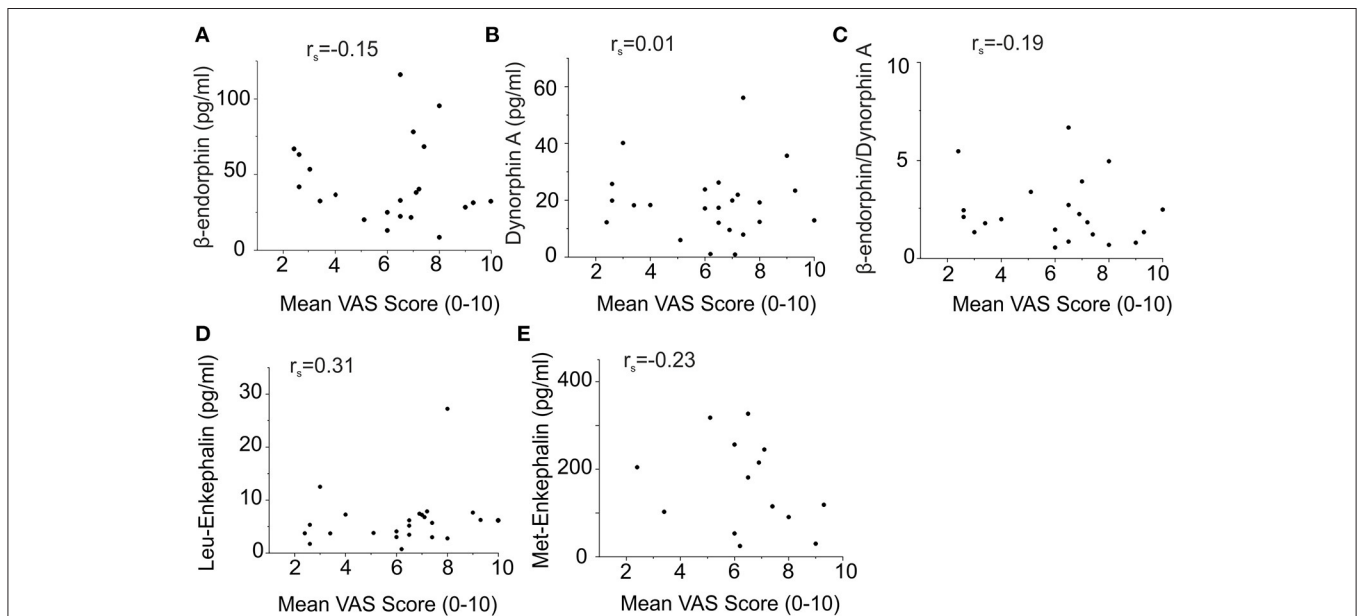 A
rs=-0.15
β-endorphin (pg/ml)
100
50
0
2 4 6 8 10
Mean VAS Score (0-10)
B
rs=0.01
Dynorphin A (pg/ml)
60
40
20
0
2 4 6 8 10
Mean VAS Score (0-10)
C
rs=-0.19
β-endorphin/Dynorphin A
10
5
0
2 4 6 8 10
Mean VAS Score (0-10)
D
rs=0.31
Leu-Enkephalin (pg/ml)
30
20
10
0
2 4 6 8 10
Mean VAS Score (0-10)
E
rs=-0.23
Met-Enkephalin (pg/ml)
400
200
0
2 4 6 8 10
Mean VAS Score (0-10)